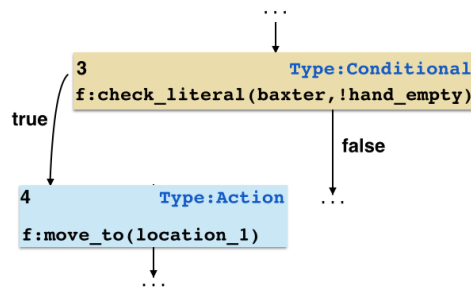 ...
3 Type:Conditional
f:check_literal(baxter,!hand_empty)
true
false
...
4 Type:Action
f:move_to(location_1)
...